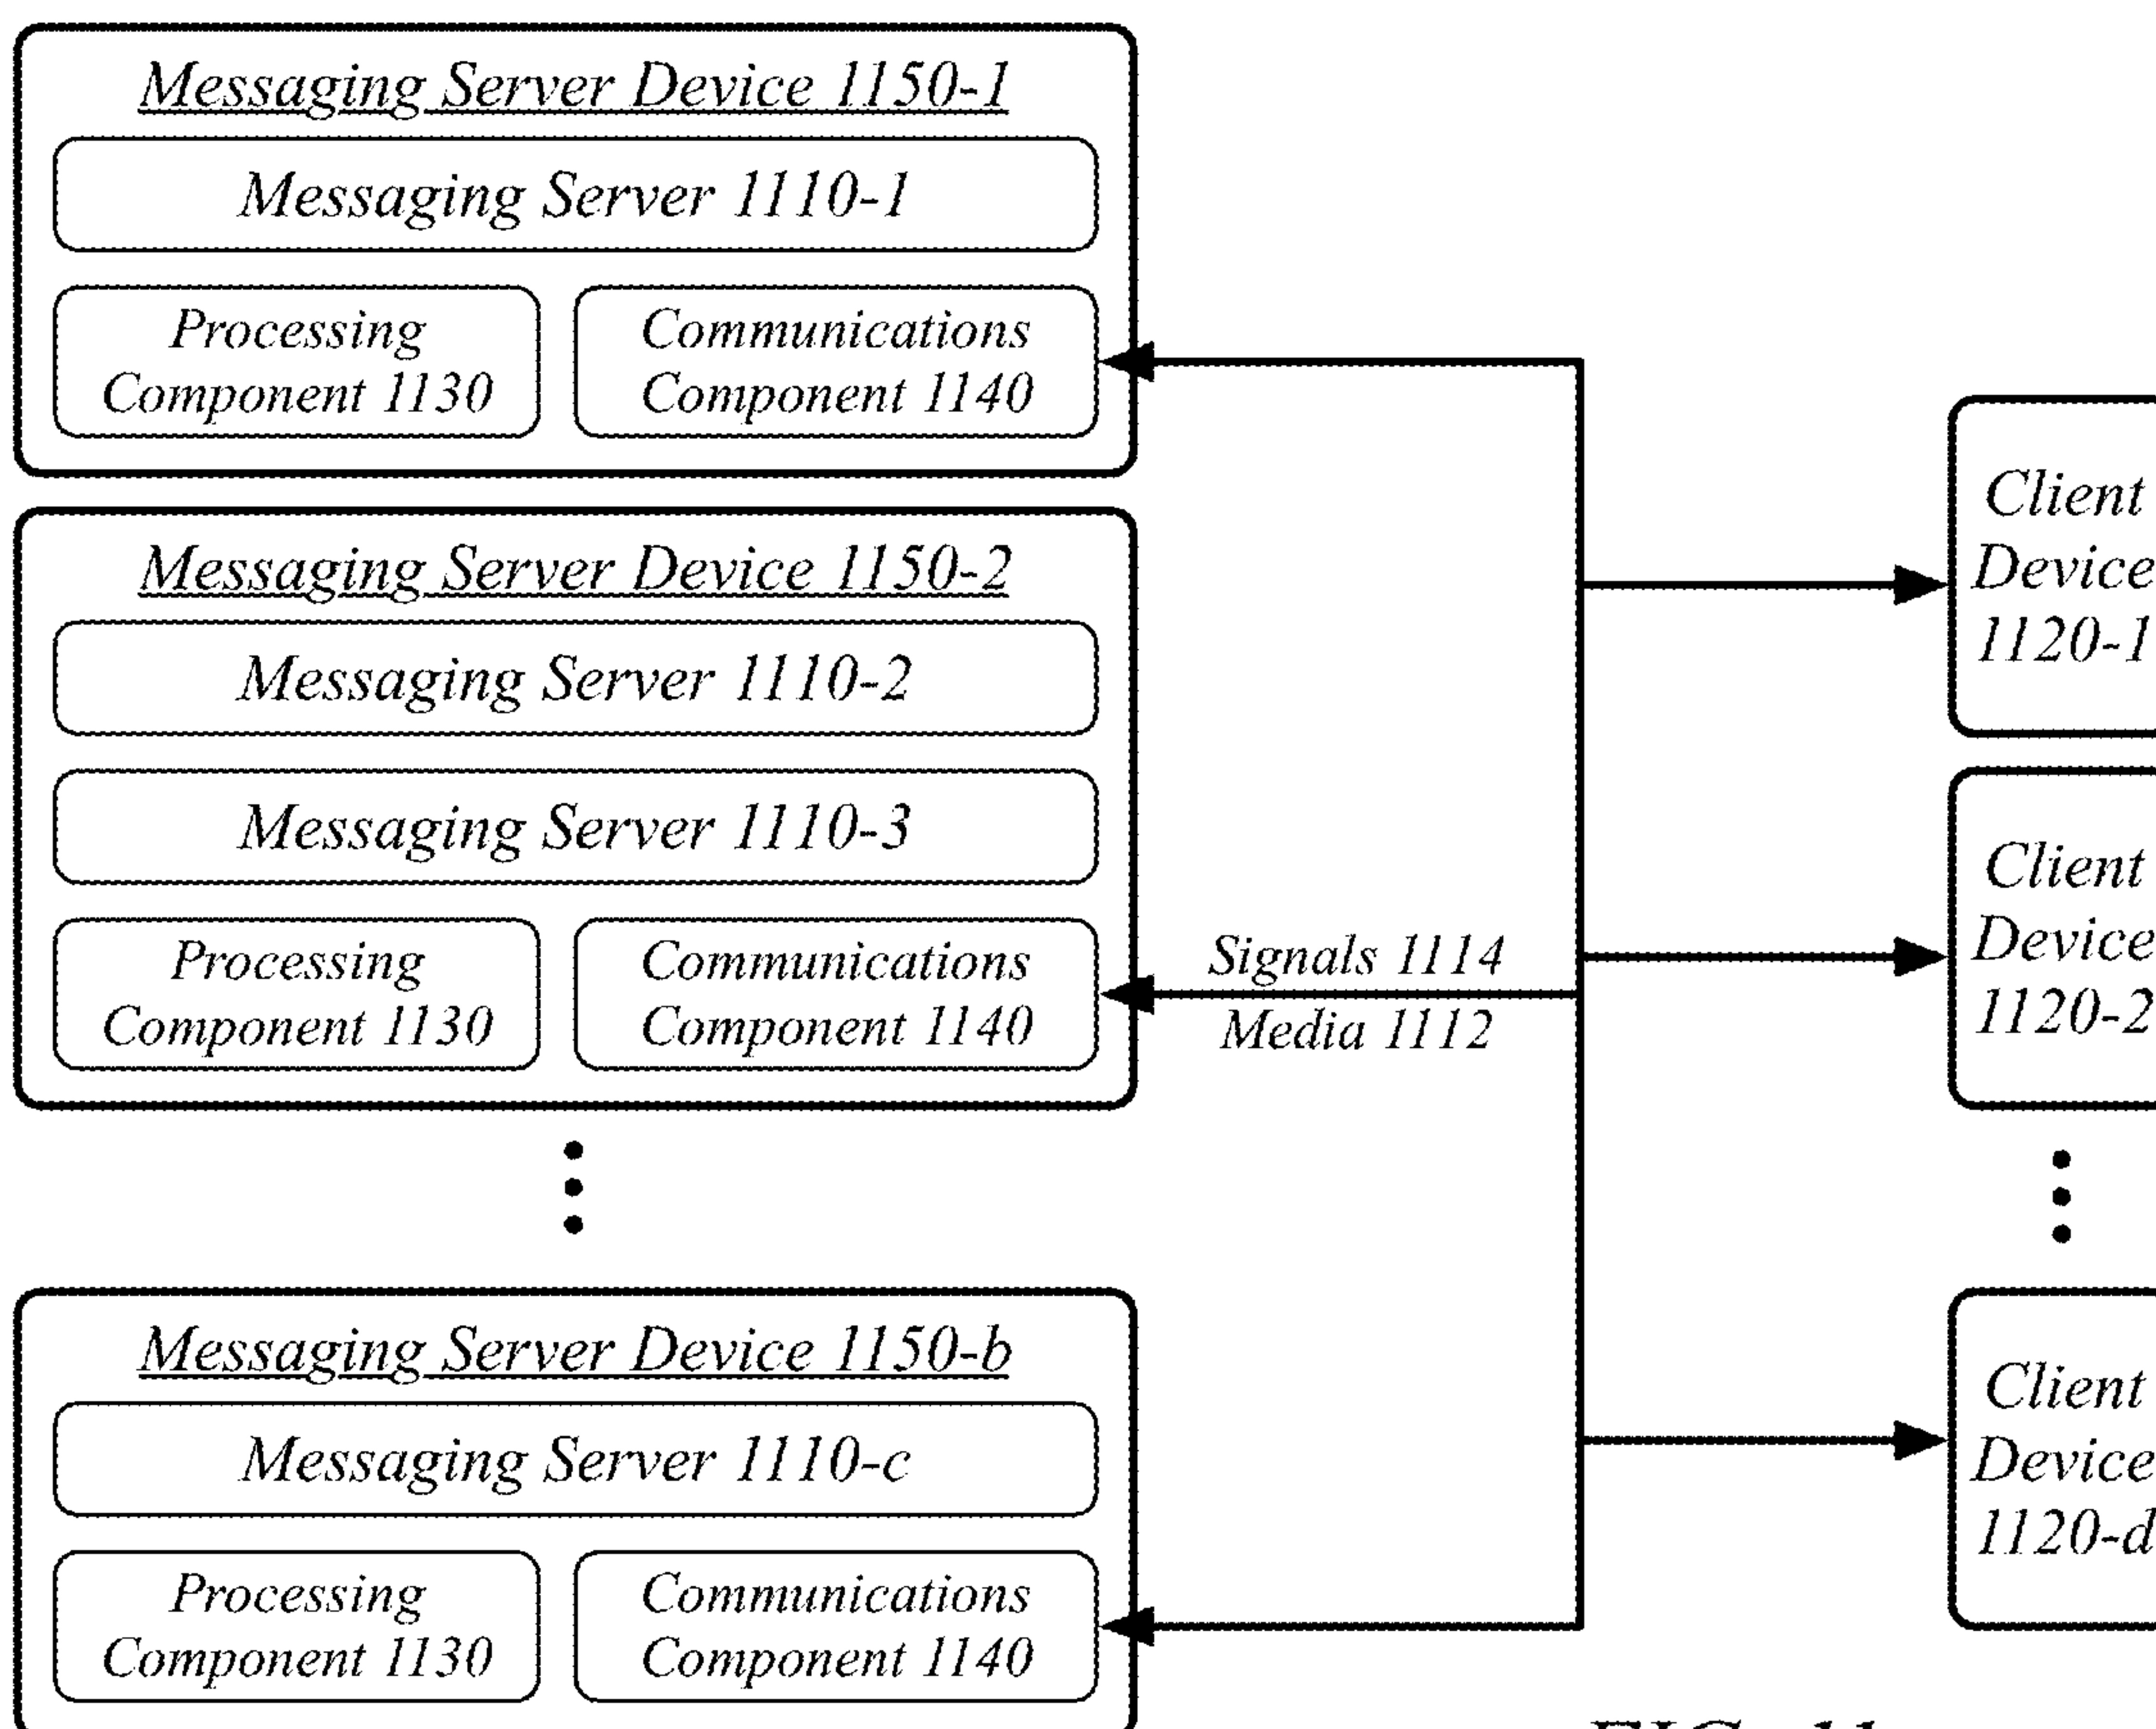 Messaging Server Device 1150-1
Messaging Server 1110-1
Processing
Component 1130
Communications
Component 1140
Messaging Server Device 1150-2
Messaging Server 1110-2
Messaging Server 1110-3
Processing
Component 1130
Communications
Component 1140
Signals 1114
Media 1112
Messaging Server Device 1150-b
Messaging Server 1110-c
Processing
Component 1130
Communications
Component 1140
Client
Device
1120-1
Client
Device
1120-2
Client
Device
1120-d